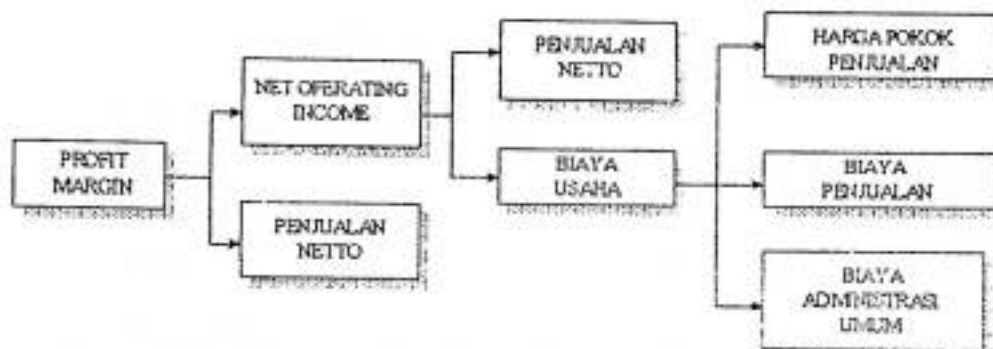 PROFIT
MARGIN
NET OPERATING
INCOME
PENJUALAN
NETTO
PENJUALAN
NETTO
BIAYA
USAHA
HARGA POKOK
PENJUALAN
BIAYA
PENJUALAN
BIAYA
ADMINISTRASI
UMUM